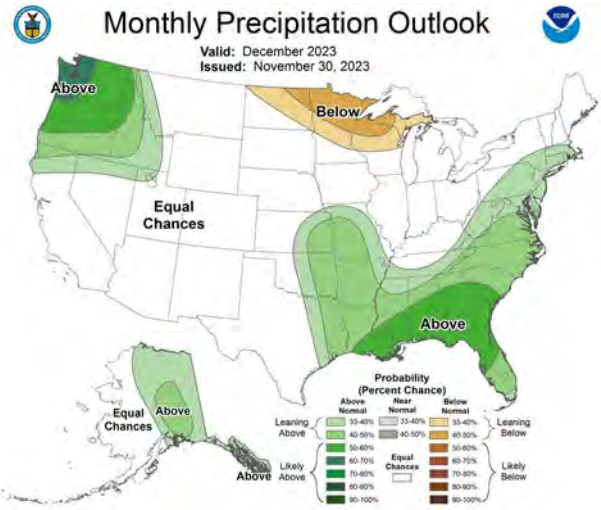 Monthly Precipitation Outlook
noaa
Valid: December 2023
Issued: November 30, 2023
Above
Below
Equal
Chances
Above
Equal
Chances
Above
Above
Probability
(Percent Chance)
Above
Normal
Near
Normal
Below
Normal
Leaning
Above
33-40%
33-40%
33-40%
Leaning
Below
40-50%
40-50%
40-50%
Likely
Above
50-60%
50-60%
Likely
Below
60-70%
60-70%
70-80%
70-80%
80-90%
80-90%
90-100%
90-100%
Equal
Chances